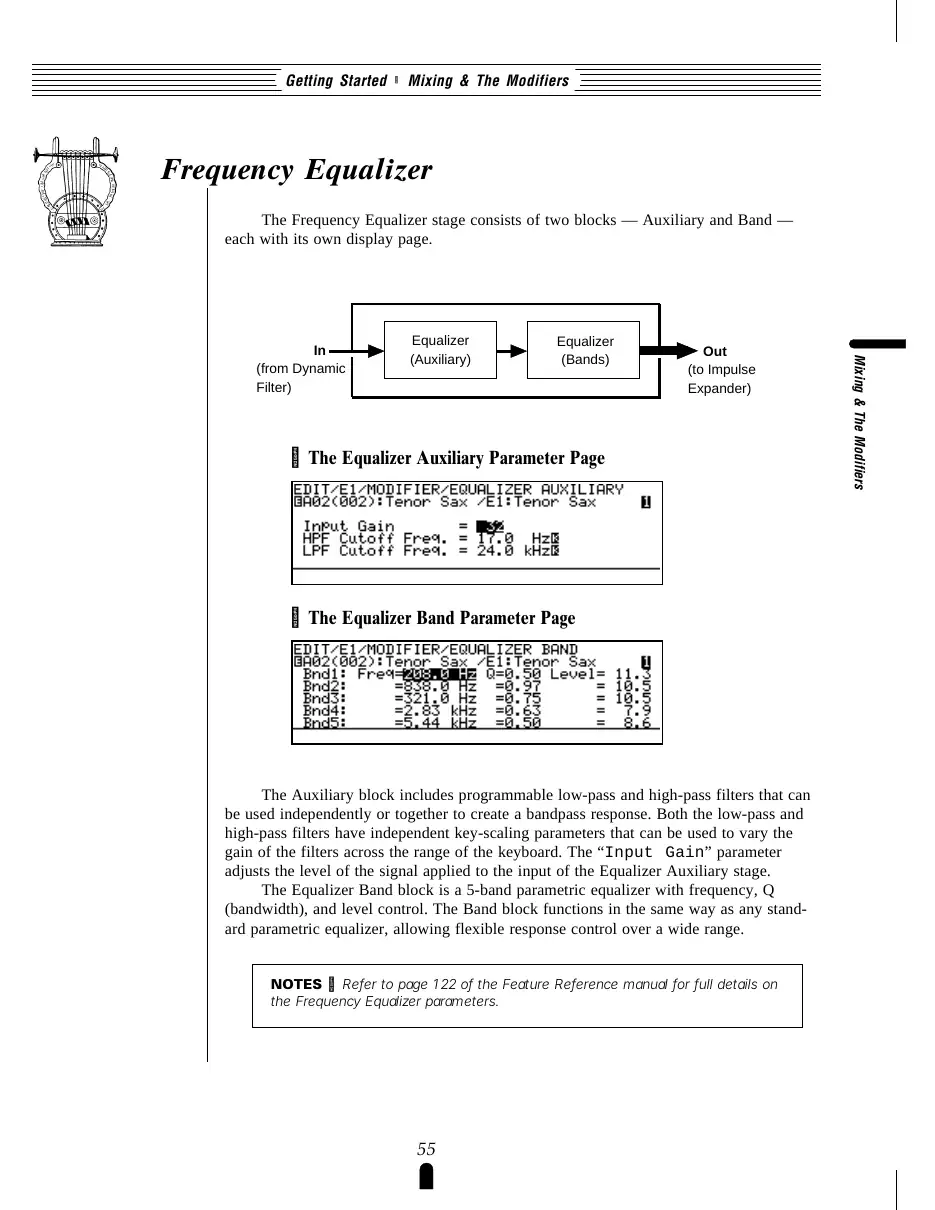 Getting Started Mixing & The Modifiers
Frequency Equalizer
The Frequency Equalizer stage consists of two blocks — Auxiliary and Band —
each with its own display page.
In
(from Dynamic
Filter)
Equalizer
(Auxiliary)
Equalizer
(Bands)
Out
(to Impulse
Expander)
Mixing & The Modifiers
The Equalizer Auxiliary Parameter Page
EDIT/E1/MODIFIER/EQUALIZER AUXILIARY
EA02(002):Tenor Sax /E1:Tenor Sax 1
Input Gain = 32
HPF Cutoff Freq. = 17.0 HzK
LPF Cutoff Freq. = 24.0 kHzK
The Equalizer Band Parameter Page
EDIT/E1/MODIFIER/EQUALIZER BAND
EA02(002):Tenor Sax /E1:Tenor Sax 1
Bnd1: Freq=208.0 Hz Q=0.50 Level= 11.3
Bnd2: =838.0 Hz =0.97 = 10.5
Bnd3: =321.0 Hz =0.75 = 10.5
Bnd4: =2.83 kHz =0.63 = 7.9
Bnd5: =5.44 kHz =0.50 = 8.6
The Auxiliary block includes programmable low-pass and high-pass filters that can
be used independently or together to create a bandpass response. Both the low-pass and
high-pass filters have independent key-scaling parameters that can be used to vary the
gain of the filters across the range of the keyboard. The “Input Gain” parameter
adjusts the level of the signal applied to the input of the Equalizer Auxiliary stage.
The Equalizer Band block is a 5-band parametric equalizer with frequency, Q
(bandwidth), and level control. The Band block functions in the same way as any stand-
ard parametric equalizer, allowing flexible response control over a wide range.
NOTES Refer to page 122 of the Feature Reference manual for full details on
the Frequency Equalizer parameters.
55